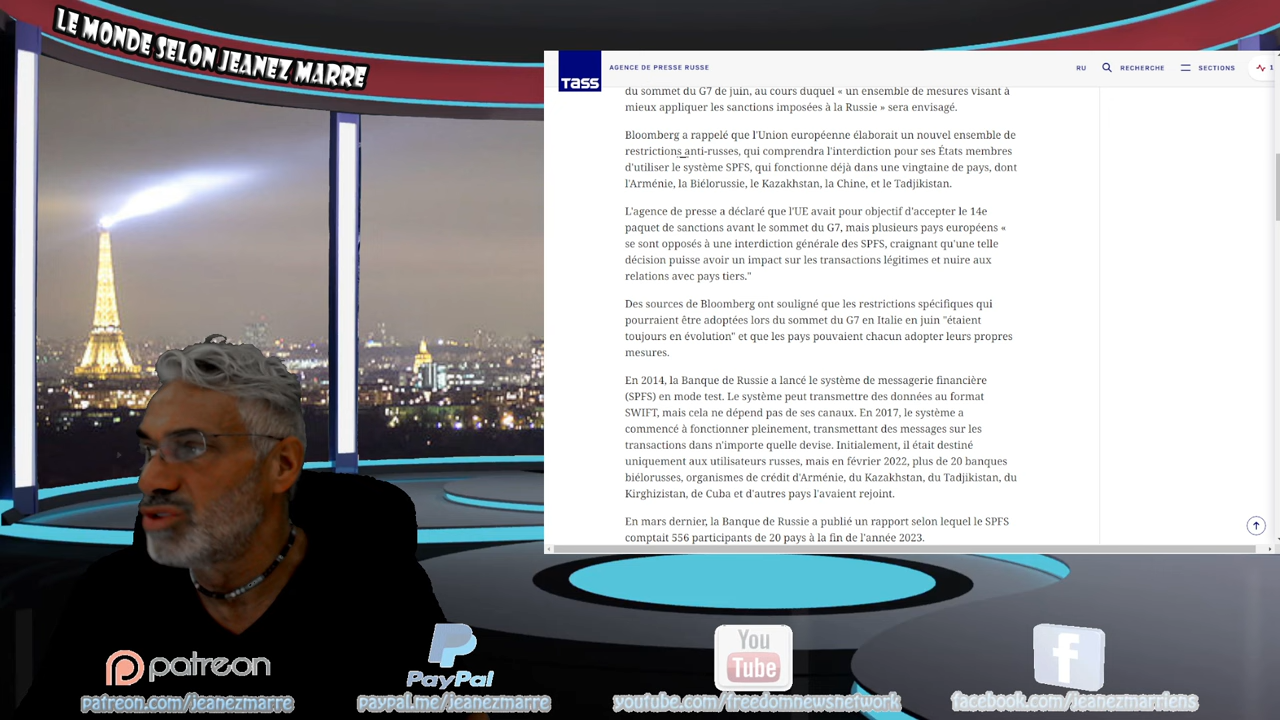 LE MONDE SELON JEANEZ MARRE
TASS
AGENCE DE PRESSE RUSSE
RU
RECHERCHE
SECTIONS
1
du sommet du G7 de juin, au cours duquel « un ensemble de mesures visant à
mieux appliquer les sanctions imposées à la Russie » sera envisagé.
Bloomberg a rappelé que l'Union européenne élaborait un nouvel ensemble de
restrictions anti-russes, qui comprendra l'interdiction pour ses États membres
d'utiliser le système SPFS, qui fonctionne déjà dans une vingtaine de pays, dont
l'Arménie, la Biélorussie, le Kazakhstan, la Chine, et le Tadjikistan.
L'agence de presse a déclaré que l'UE avait pour objectif d'accepter le 14e
paquet de sanctions avant le sommet du G7, mais plusieurs pays européens «
se sont opposés à une interdiction générale des SPFS, craignant qu'une telle
décision puisse avoir un impact sur les transactions légitimes et nuire aux
relations avec pays tiers."
Des sources de Bloomberg ont souligné que les restrictions spécifiques qui
pourraient être adoptées lors du sommet du G7 en Italie en juin "étaient
toujours en évolution" et que les pays pouvaient chacun adopter leurs propres
mesures.
En 2014, la Banque de Russie a lancé le système de messagerie financière
(SPFS) en mode test. Le système peut transmettre des données au format
SWIFT, mais cela ne dépend pas de ses canaux. En 2017, le système a
commencé à fonctionner pleinement, transmettant des messages sur les
transactions dans n'importe quelle devise. Initialement, il était destiné
uniquement aux utilisateurs russes, mais en février 2022, plus de 20 banques
biélorusses, organismes de crédit d'Arménie, du Kazakhstan, du Tadjikistan, du
Kirghizistan, de Cuba et d'autres pays l'avaient rejoint.
En mars dernier, la Banque de Russie a publié un rapport selon lequel le SPFS
comptait 556 participants de 20 pays à la fin de l'année 2023.
patreon
patreon.com/jeanezmarre
PayPal
paypal.me/jeanezmarre
You
Tube
youtube.com/freedomnewsnetwork
f
facebook.com/jeanezmarriens